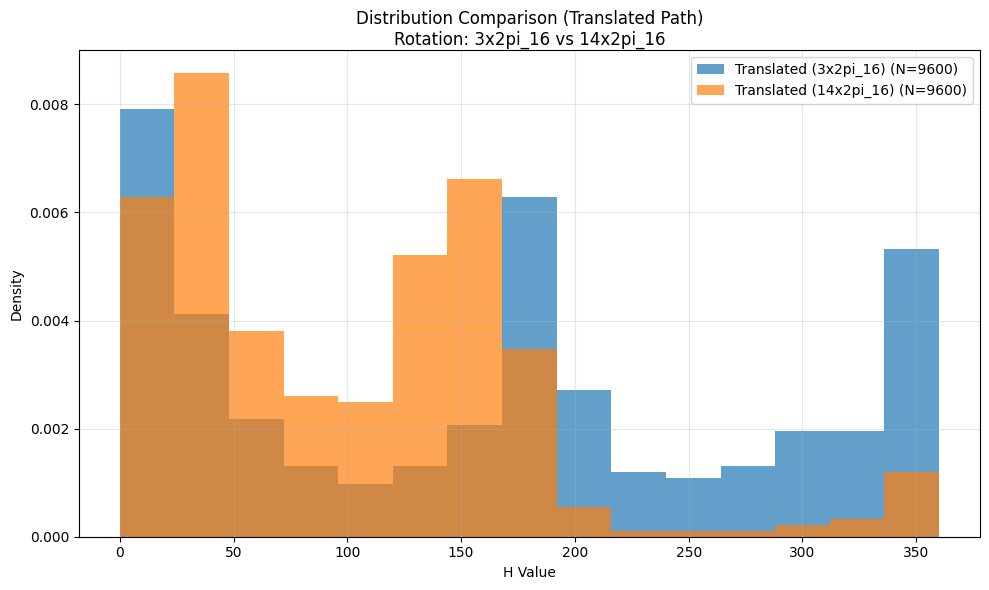 Distribution Comparison (Translated Path)
Rotation: 3x2pi_16 vs 14x2pi_16
Translated (3x2pi_16) (N=9600)
Translated (14x2pi_16) (N=9600)
Density
0.008
0.006
0.004
0.002
0.000
0 50 100 150 200 250 300 350
H Value